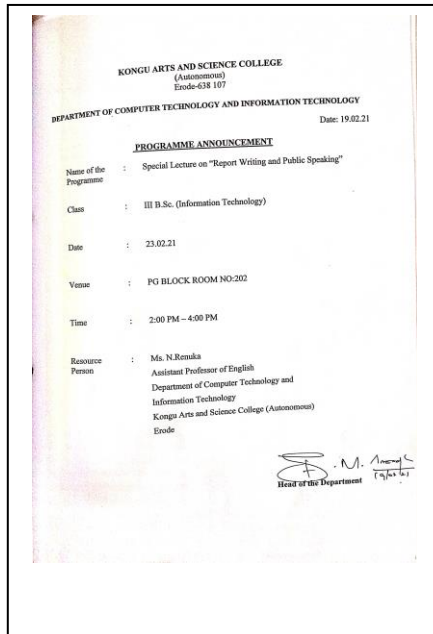 KONGU ARTS AND SCIENCE COLLEGE
(Autonomous)
Erode-638 107
DEPARTMENT OF COMPUTER TECHNOLOGY AND INFORMATION TECHNOLOGY
Date: 19.02.21
PROGRAMME ANNOUNCEMENT
Name of the Programme : Special Lecture on "Report Writing and Public Speaking"
Class : III B.Sc. (Information Technology)
Date : 23.02.21
Venue : PG BLOCK ROOM NO:202
Time : 2:00 PM – 4:00 PM
Resource Person : Ms. N.Renuka
Assistant Professor of English
Department of Computer Technology and
Information Technology
Kongu Arts and Science College (Autonomous)
Erode
M.
Head of the Department